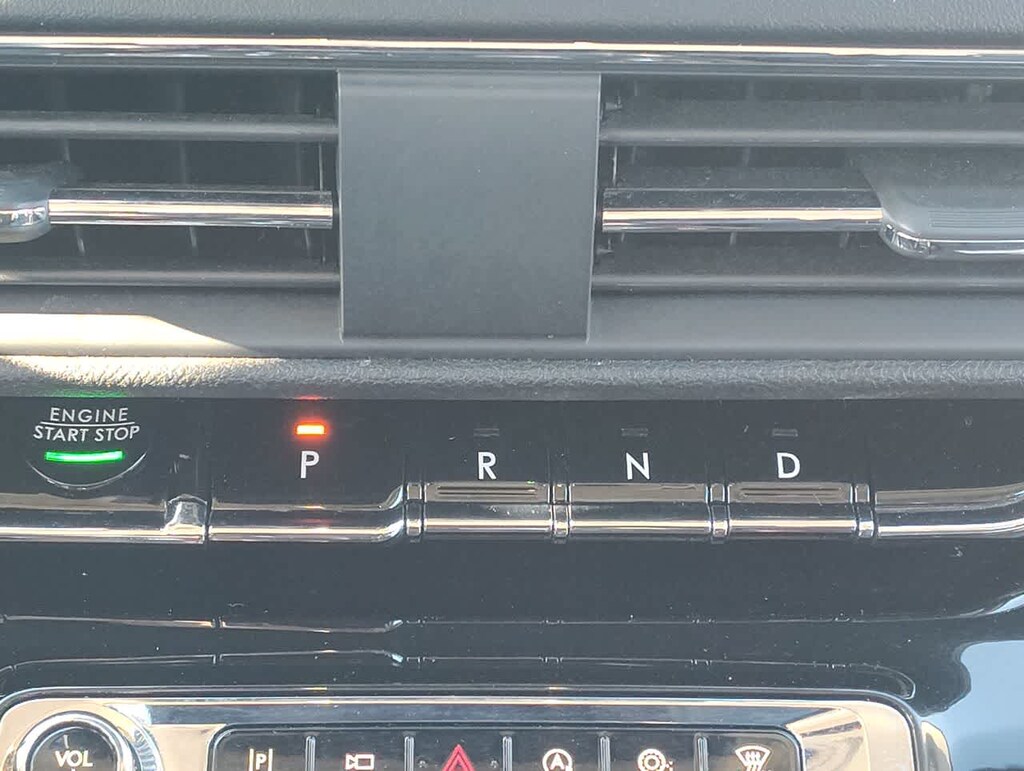 ENGINE
START STOP
P R N D
VOL
P A